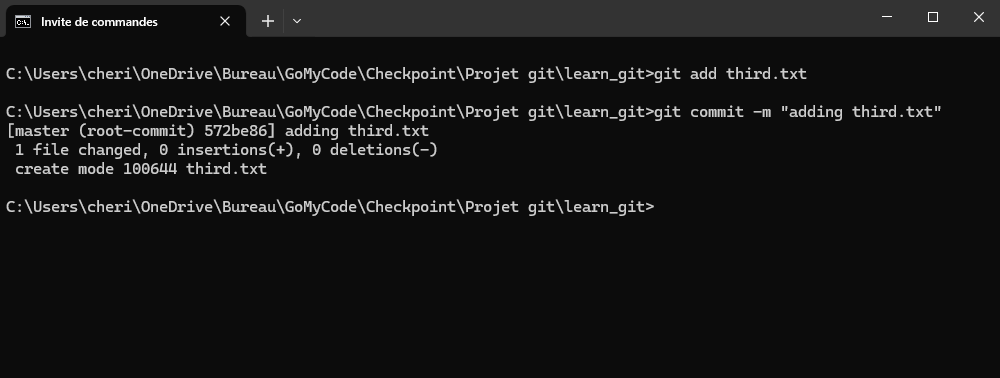 Invite de commandes
C:\Users\cheri\OneDrive\Bureau\GoMyCode\Checkpoint\Projet git\learn_git>git add third.txt
C:\Users\cheri\OneDrive\Bureau\GoMyCode\Checkpoint\Projet git\learn_git>git commit -m "adding third.txt"
[master (root-commit) 572be86] adding third.txt
 1 file changed, 0 insertions(+), 0 deletions(-)
 create mode 100644 third.txt
C:\Users\cheri\OneDrive\Bureau\GoMyCode\Checkpoint\Projet git\learn_git>